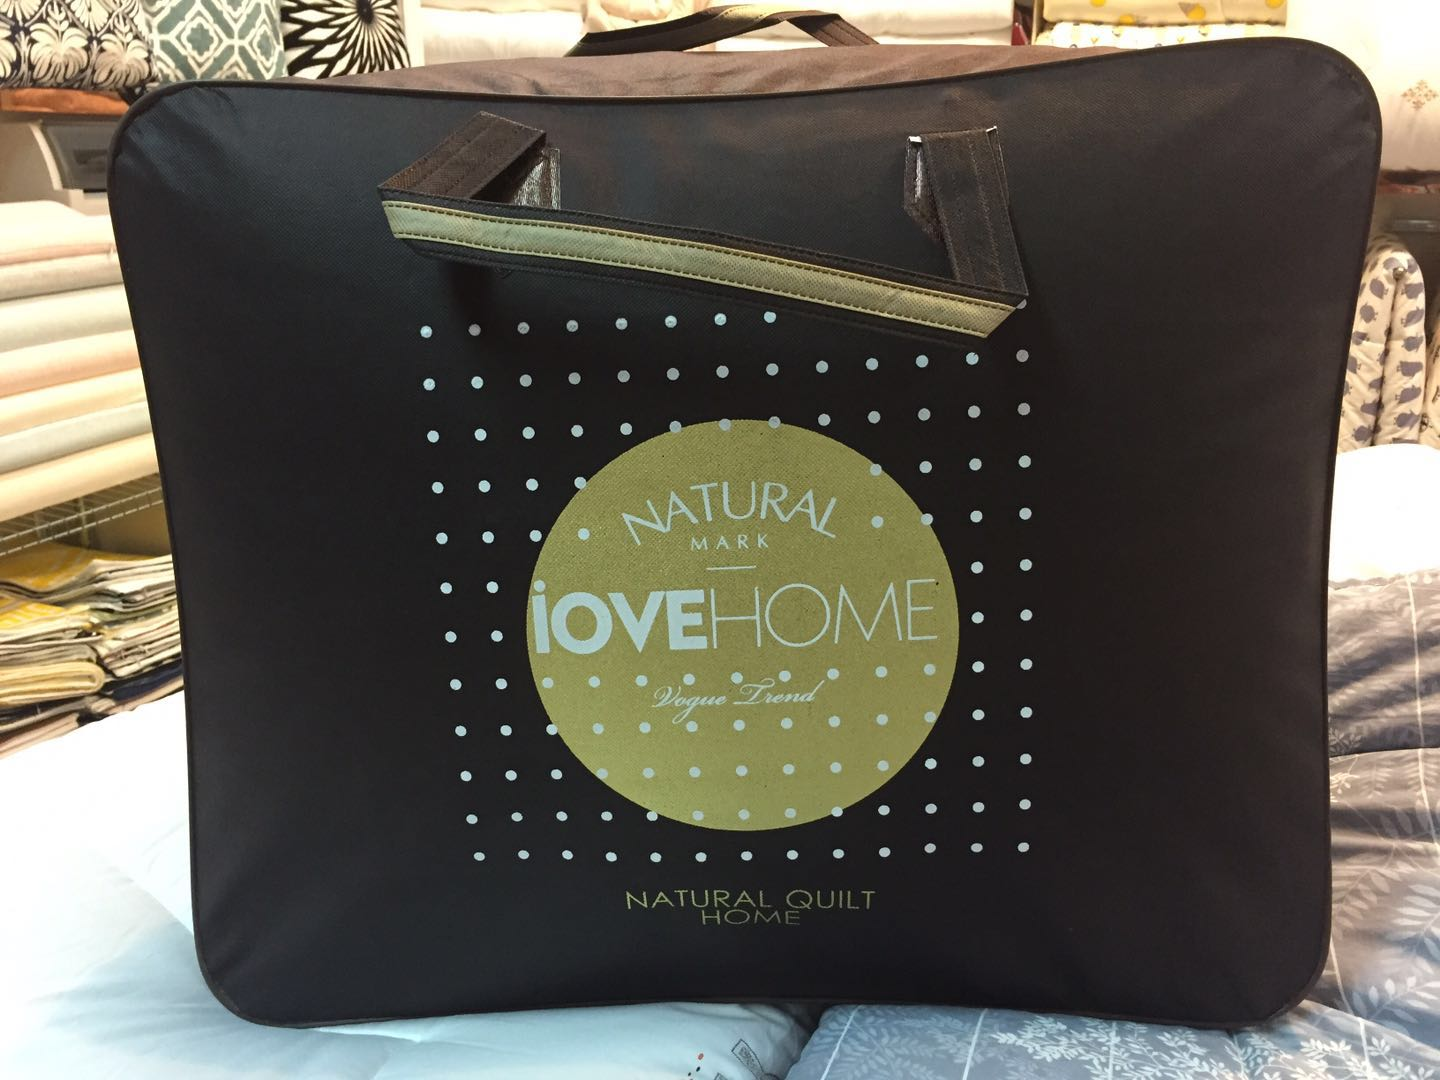 NATURAL
MARK
iOVEHOME
Vogue Trend
NATURAL QUILT
HOME